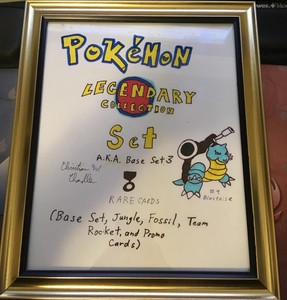 POKéMON
LEGENDARY
COLLECTION
Set
A.K.A. Base Set 3
RARE CARDS
Blastoise
(Base Set, Jungle, Fossil, Team
Rocket, and Promo
Cards)